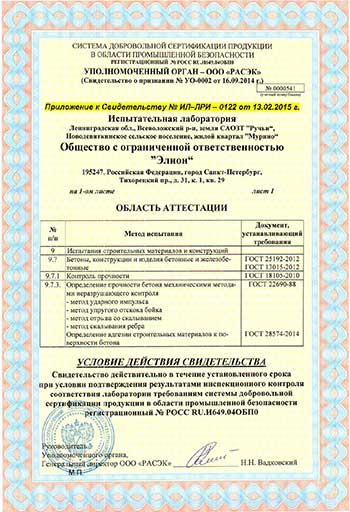 СИСТЕМА ДОБРОВОЛЬНОЙ СЕРТИФИКАЦИИ ПРОДУКЦИИ
В ОБЛАСТИ ПРОМЫШЛЕННОЙ БЕЗОПАСНОСТИ
РЕГИСТРАЦИОННЫЙ № РОСС RU.И649.04ОБП0
УПОЛНОМОЧЕННЫЙ ОРГАН – ООО «РАСЭК»
(Свидетельство о признании № УО-0002 от 16.09.2014 г.)
№ 0000541
Приложение к Свидетельству № ИЛ–ЛРИ – 0122 от 13.02.2015 г.
Испытательная лаборатория
Ленинградская обл., Всеволожский р-н, земли САОЗТ "Ручьи",
Новодевяткинское сельское поселение, жилой квартал "Мурино"
Общество с ограниченной ответственностью
"Элион"
195247. Российская Федерация, город Санкт-Петербург,
Тихорецкий пр., д. 31, к. 1, кв. 29
на 1-ом листе лист 1
ОБЛАСТЬ АТТЕСТАЦИИ
№ п/п Метод испытания Документ, устанавливающий требования
9 Испытания строительных материалов и конструкций
9.7 Бетоны, конструкции и изделия бетонные и железобетонные ГОСТ 25192-2012
ГОСТ 13015-2012
9.7.1 Контроль прочности ГОСТ 18105-2010
9.7.3. Определение прочности бетона механическими методами неразрушающего контроля ГОСТ 22690-88
- метод ударного импульса
- метод упругого отскока бойка
- метод отрыва со скалыванием
- метод скалывания ребра
Определение адгезии строительных материалов к поверхности бетона ГОСТ 28574-2014
УСЛОВИЕ ДЕЙСТВИЯ СВИДЕТЕЛЬСТВА
Свидетельство действительно в течение установленного срока
при условии подтверждения результатами инспекционного контроля
соответствия лаборатории требованиям системы добровольной
сертификации продукции в области промышленной безопасности
регистрационный № РОСС RU.И649.04ОБП0
Руководитель
Уполномоченного органа,
Генеральный директор ООО «РАСЭК» Н.Н. Вадковский
М.П.